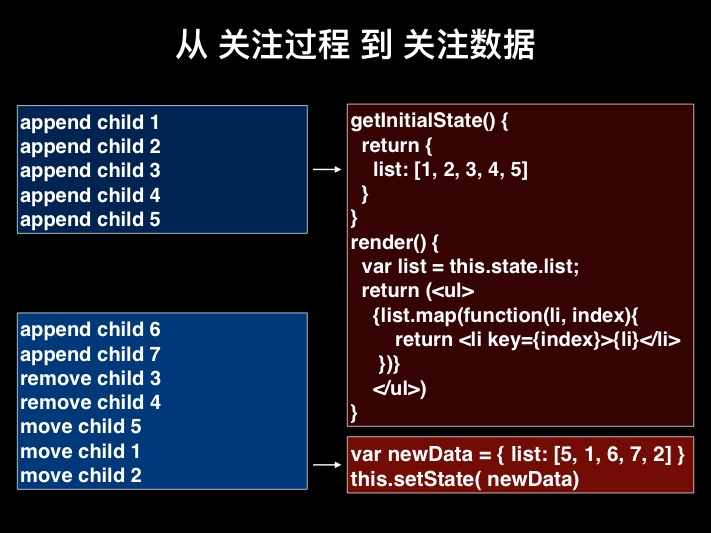 从 关注过程 到 关注数据
append child 1
append child 2
append child 3
append child 4
append child 5
getInitialState() {
return {
list: [1, 2, 3, 4, 5]
}
}
render() {
var list = this.state.list;
return (<ul>
{list.map(function(li, index){
return <li key={index}>{li}</li>
})}
</ul>)
}
append child 6
append child 7
remove child 3
remove child 4
move child 5
move child 1
move child 2
var newData = { list: [5, 1, 6, 7, 2] }
this.setState( newData)